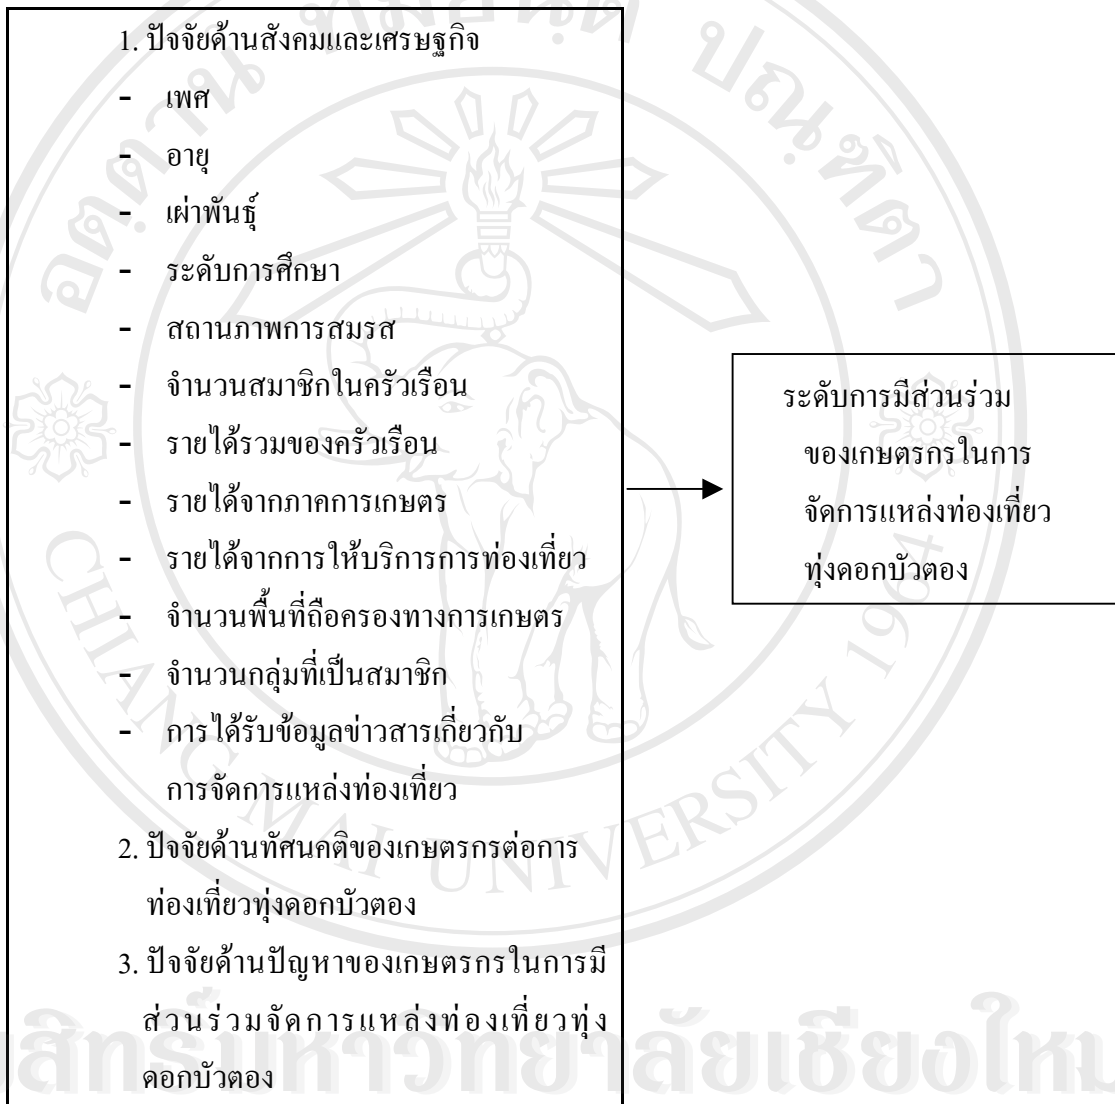 1. ปัจจัยด้านสังคมและเศรษฐกิจ
- เพศ
- อายุ
- เผ่าพันธุ์
- ระดับการศึกษา
- สถานภาพการสมรส
- จำนวนสมาชิกในครัวเรือน
- รายได้รวมของครัวเรือน
- รายได้จากภาคการเกษตร
- รายได้จากการให้บริการการท่องเที่ยว
- จำนวนพื้นที่ถือครองทางการเกษตร
- จำนวนกลุ่มที่เป็นสมาชิก
- การได้รับข้อมูลข่าวสารเกี่ยวกับ
การจัดการแหล่งท่องเที่ยว
2. ปัจจัยด้านทัศนคติของเกษตรกรต่อการ
ท่องเที่ยวทุ่งดอกบัวตอง
3. ปัจจัยด้านปัญหาของเกษตรกรในการมี
ส่วนร่วมจัดการแหล่งท่องเที่ยวทุ่ง
ดอกบัวตอง
ระดับการมีส่วนร่วม
ของเกษตรกรในการ
จัดการแหล่งท่องเที่ยว
ทุ่งดอกบัวตอง
CHIANG MAI UNIVERSITY 1964